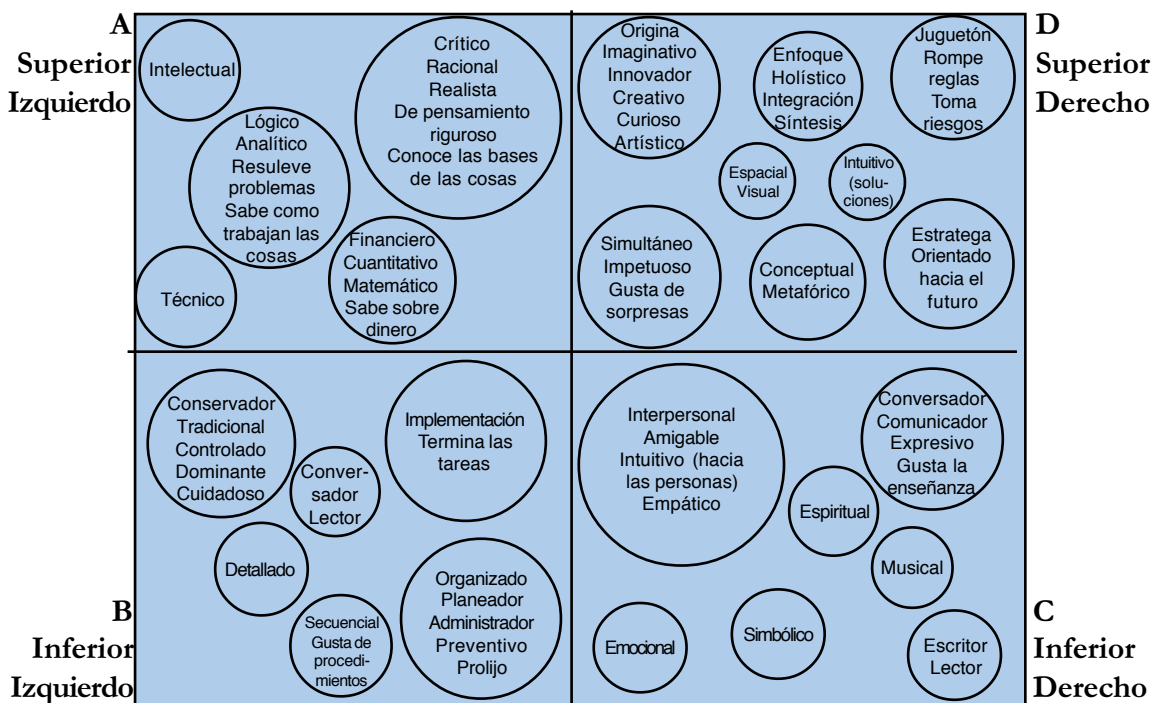 A
Superior
Izquierdo
Intelectual
Lógico
Analítico
Resuleve
problemas
Sabe como
trabajan las
cosas
Crítico
Racional
Realista
De pensamiento
riguroso
Conoce las bases
de las cosas
Técnico
Financiero
Cuantitativo
Matemático
Sabe sobre
dinero
D
Superior
Derecho
Origina
Imaginativo
Innovador
Creativo
Curioso
Artístico
Enfoque
Holístico
Integración
Síntesis
Juguetón
Rompe
reglas
Toma
riesgos
Espacial
Visual
Intuitivo
(solu-
ciones)
Simultáneo
Impetuoso
Gusta de
sorpresas
Conceptual
Metafórico
Estratega
Orientado
hacia el
futuro
B
Inferior
Izquierdo
Conservador
Tradicional
Controlado
Dominante
Cuidadoso
Conver-
sador
Lector
Implementación
Termina las
tareas
Detallado
Secuencial
Gusta de
procedi-
mientos
Organizado
Planeador
Administrador
Preventivo
Prolijo
C
Inferior
Derecho
Interpersonal
Amigable
Intuitivo (hacia
las personas)
Empático
Conversador
Comunicador
Expresivo
Gusta la
enseñanza
Espiritual
Musical
Emocional
Simbólico
Escritor
Lector